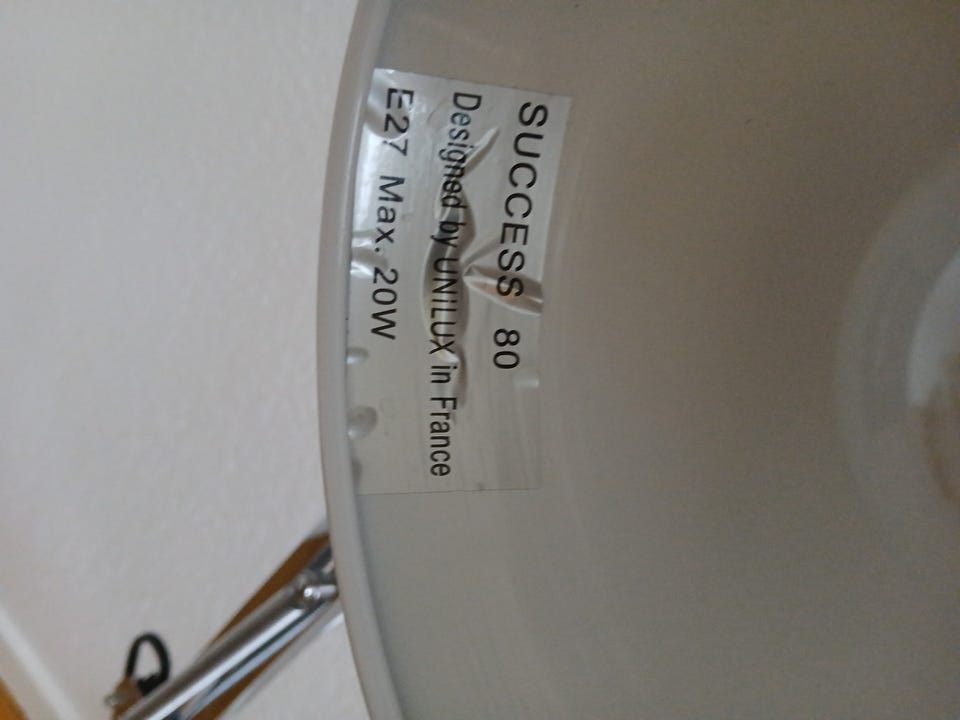 SUCCESS 80
Designed by UNILUX in France
E27 Max. 20W